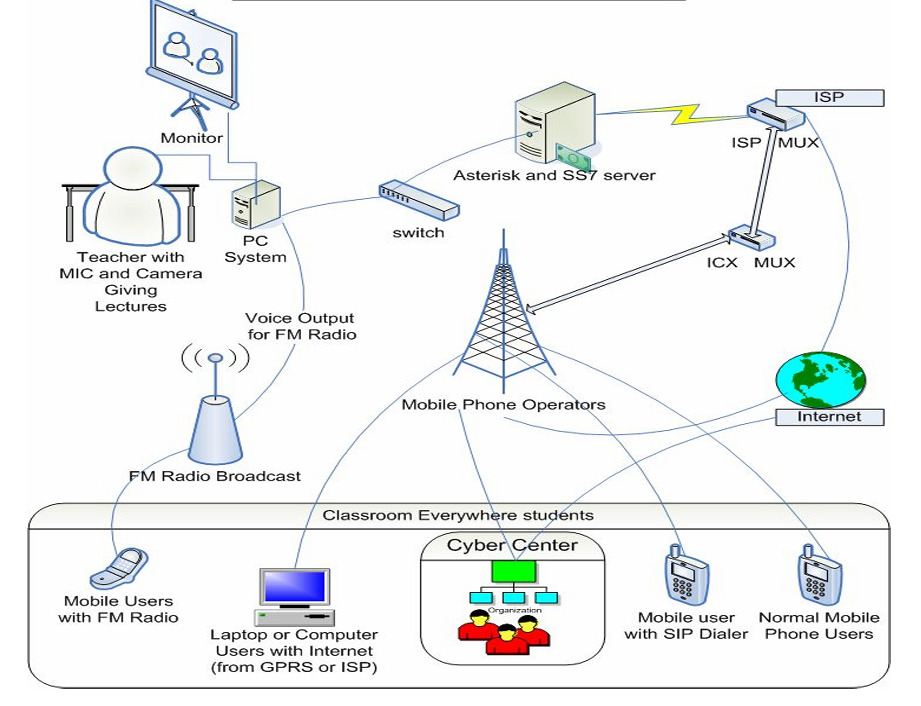 Monitor
ISP
ISP MUX
Asterisk and SS7 server
switch
PC
System
Teacher with
MIC and Camera
Giving
Lectures
ICX MUX
Voice Output
for FM Radio
Mobile Phone Operators
Internet
FM Radio Broadcast
Classroom Everywhere students
Cyber Center
Organization
Mobile Users
with FM Radio
Laptop or Computer
Users with Internet
(from GPRS or ISP)
Mobile user
with SIP Dialer
Normal Mobile
Phone Users